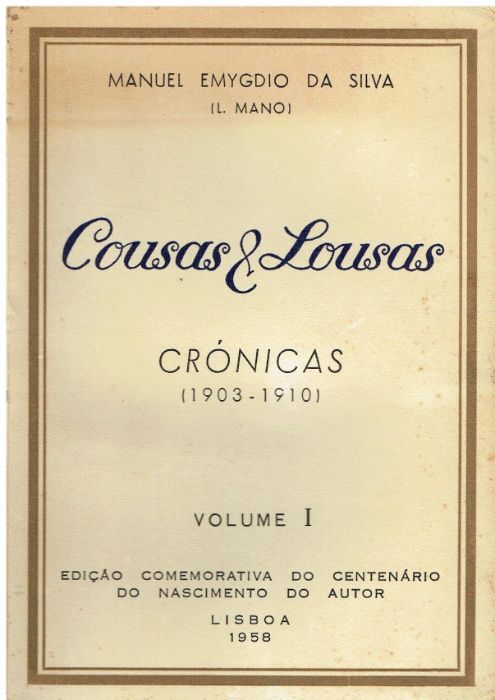 MANUEL EMYGDIO DA SILVA
(L. MANO)
Cousas & Lousas
CRÓNICAS
(1903-1910)
VOLUME I
EDIÇÃO COMEMORATIVA DO CENTENÁRIO
DO NASCIMENTO DO AUTOR
LISBOA
1958